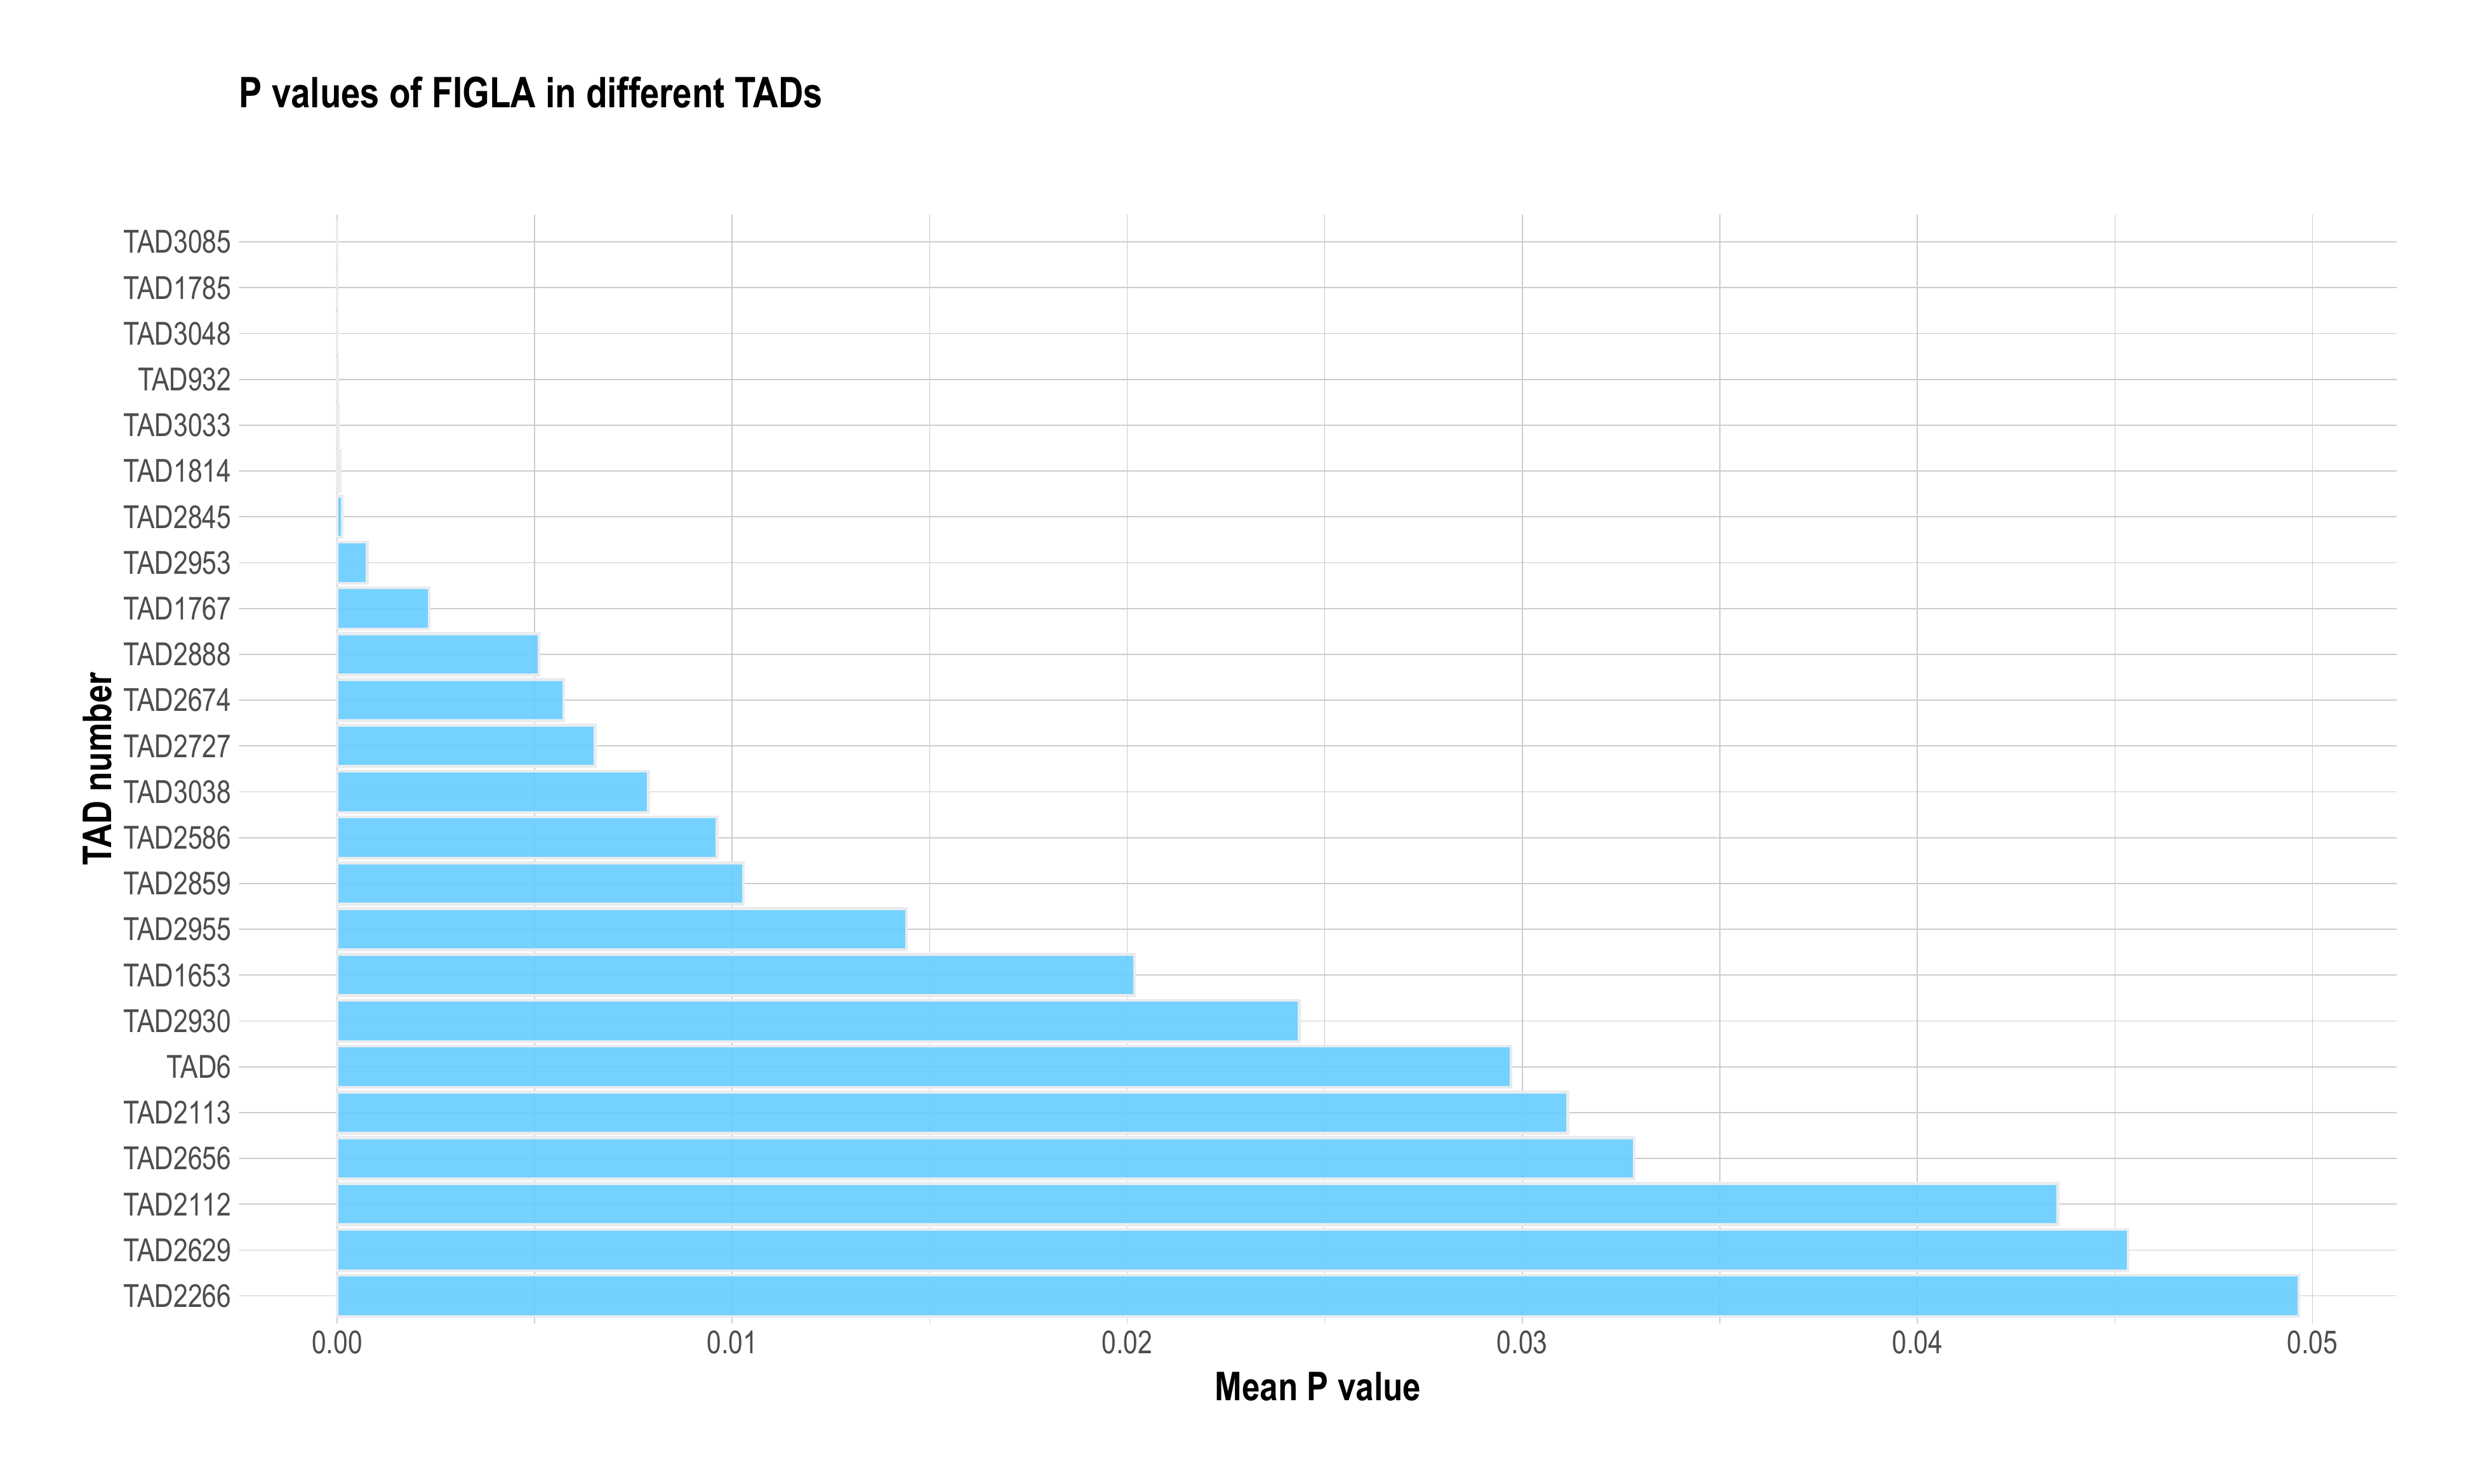 P values of FIGLA in different TADs
TAD3085
TAD1785
TAD3048
TAD932
TAD3033
TAD1814
TAD2845
TAD2953
TAD1767
TAD2888
TAD2674
TAD2727
TAD3038
TAD2586
TAD2859
TAD2955
TAD1653
TAD2930
TAD6
TAD2113
TAD2656
TAD2112
TAD2629
TAD2266
TAD number
0.00 0.01 0.02 0.03 0.04 0.05
Mean P value